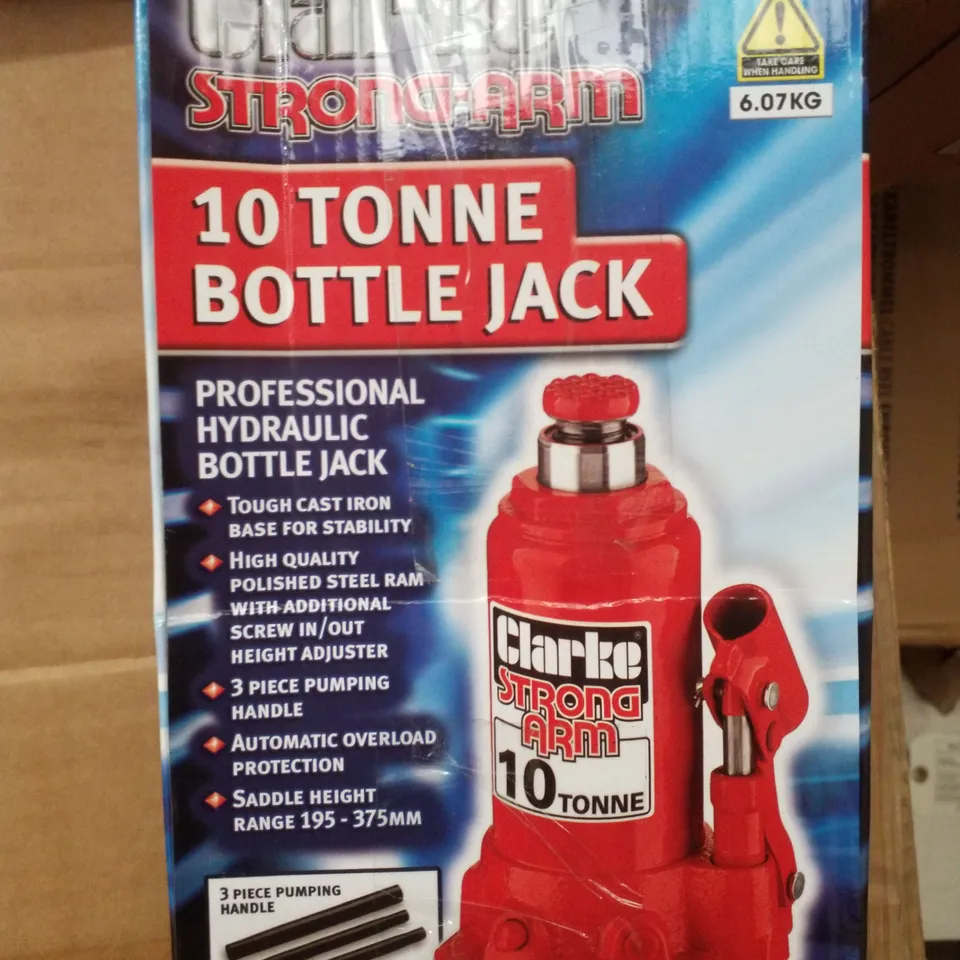 Clarke
STRONG-ARM
TAKE CARE
WHEN HANDLING
6.07KG
10 TONNE
BOTTLE JACK
PROFESSIONAL
HYDRAULIC
BOTTLE JACK
TOUGH CAST IRON
BASE FOR STABILITY
HIGH QUALITY
POLISHED STEEL RAM
WITH ADDITIONAL
SCREW IN/OUT
HEIGHT ADJUSTER
3 PIECE PUMPING
HANDLE
AUTOMATIC OVERLOAD
PROTECTION
SADDLE HEIGHT
RANGE 195 - 375MM
Clarke
STRONG
ARM
10 TONNE
3 PIECE PUMPING
HANDLE